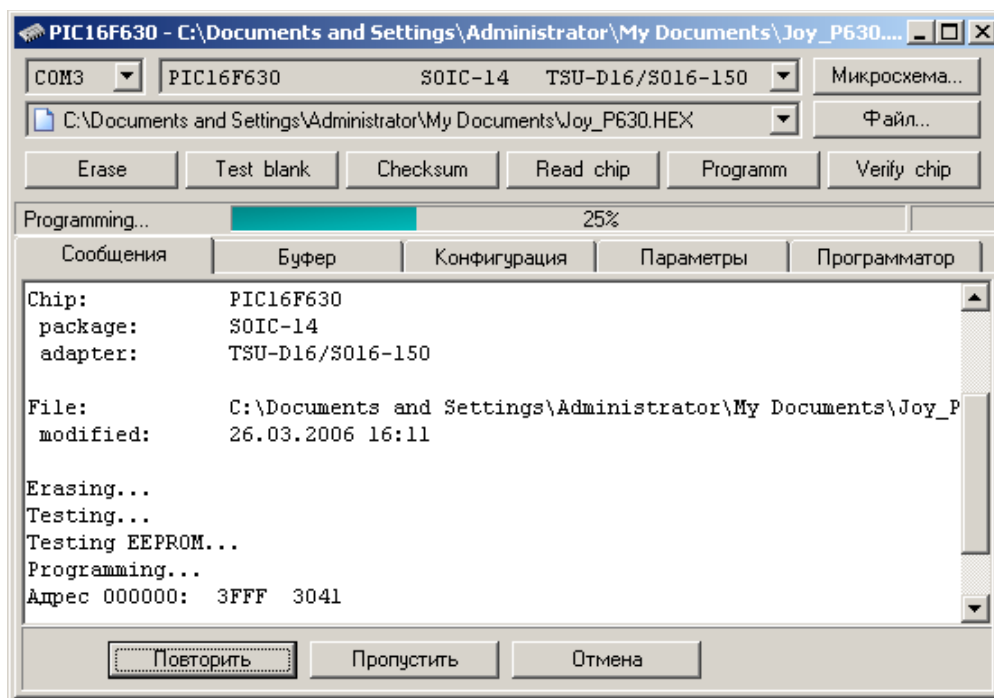 PIC16F630 - C:\Documents and Settings\Administrator\My Documents\Joy_P630....
COM3 PIC16F630 SOIC-14 TSU-D16/S016-150 Микросхема...
C:\Documents and Settings\Administrator\My Documents\Joy_P630.HEX Файл...
Erase Test blank Checksum Read chip Programm Verify chip
Programming... 25%
Сообщения Буфер Конфигурация Параметры Программатор
Chip: PIC16F630
package: SOIC-14
adapter: TSU-D16/S016-150
File: C:\Documents and Settings\Administrator\My Documents\Joy_P
modified: 26.03.2006 16:11
Erasing...
Testing...
Testing EEPROM...
Programming...
Адрес 000000: 3FFF 3041
Повторить Пропустить Отмена